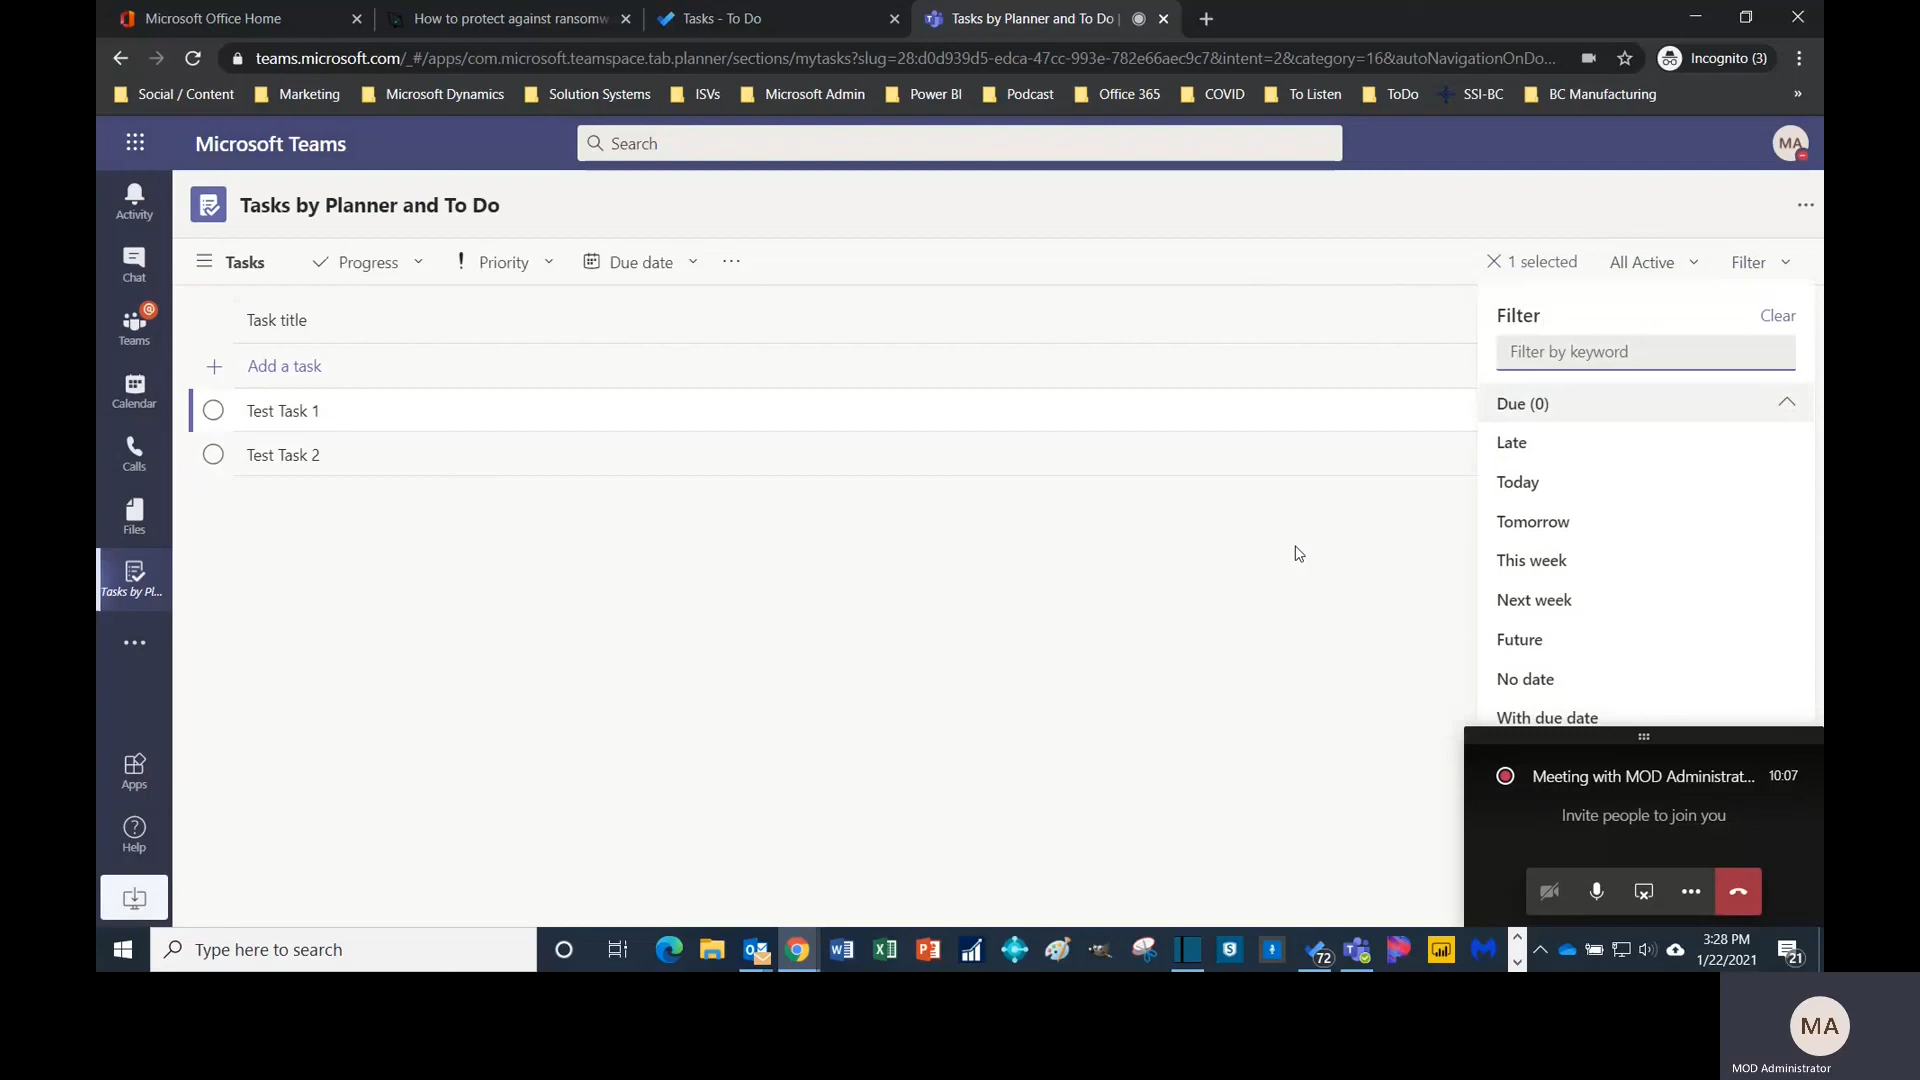 Microsoft Office Home
How to protect against ransomw
Tasks - To Do
Tasks by Planner and To Do |
teams.microsoft.com/_#/apps/com.microsoft.teamspace.tab.planner/sections/mytasks?slug=28:d0d939d5-edca-47cc-993e-782e66aec9c7&intent=2&category=16&autoNavigationOnDo...
Incognito (3)
Social / Content
Marketing
Microsoft Dynamics
Solution Systems
ISVs
Microsoft Admin
Power BI
Podcast
Office 365
COVID
To Listen
ToDo
SSI-BC
BC Manufacturing
»
Microsoft Teams
Search
MA
Activity
Chat
Teams
Calendar
Calls
Files
Tasks by Pl...
Apps
Help
Tasks by Planner and To Do
Tasks
Progress
Priority
Due date
1 selected
All Active
Filter
Task title
Add a task
Test Task 1
Test Task 2
Filter
Clear
Filter by keyword
Due (0)
Late
Today
Tomorrow
This week
Next week
Future
No date
With due date
Meeting with MOD Administrat...
10:07
Invite people to join you
Type here to search
72
3:28 PM
1/22/2021
21
MA
MOD Administrator